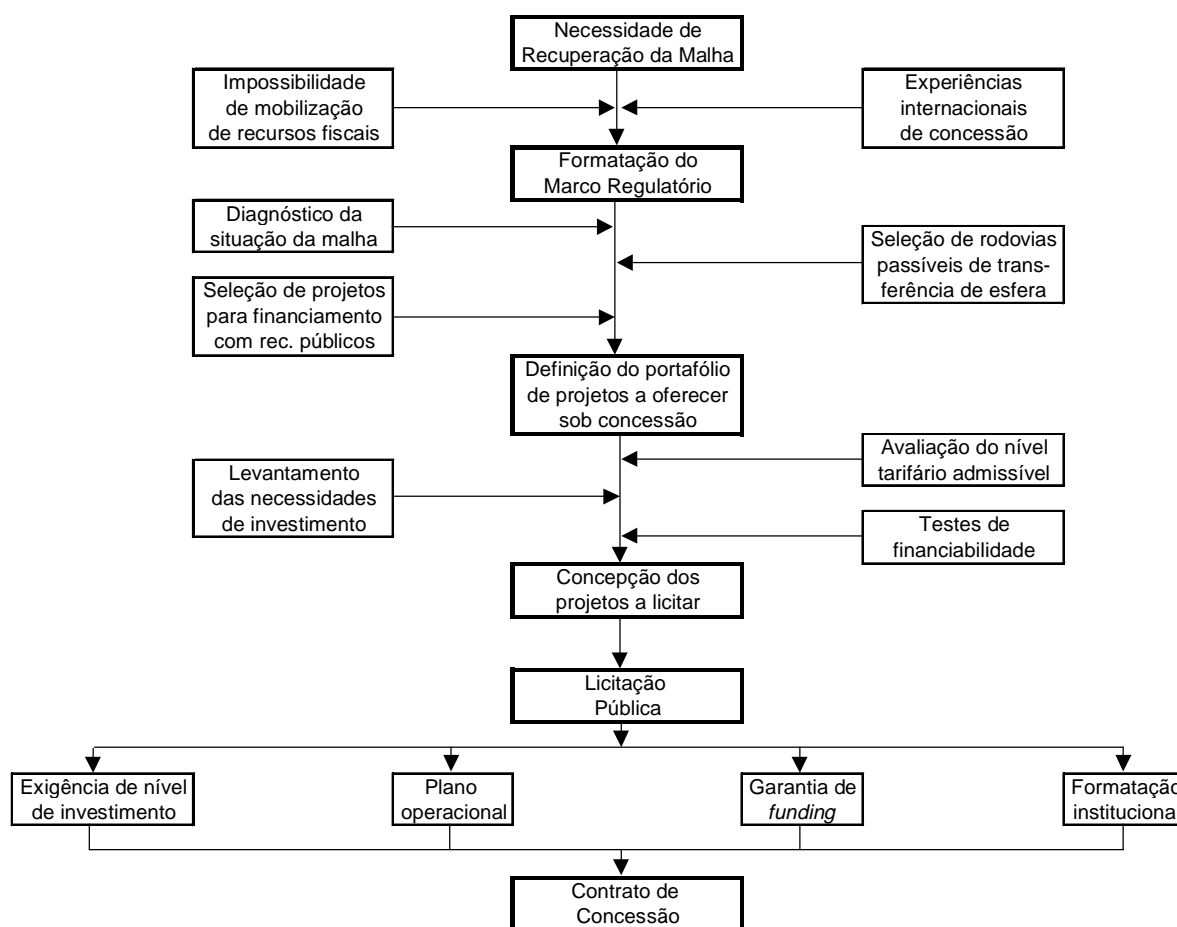 Necessidade de
Recuperação da Malha
Impossibilidade
de mobilização
de recursos fiscais
Experiências
internacionais
de concessão
Formatação do
Marco Regulatório
Diagnóstico da
situação da malha
Seleção de rodovias
passíveis de trans-
ferência de esfera
Seleção de projetos
para financiamento
com rec. públicos
Definição do portafólio
de projetos a oferecer
sob concessão
Avaliação do nível
tarifário admissível
Levantamento
das necessidades
de investimento
Testes de
financiabilidade
Concepção dos
projetos a licitar
Licitação
Pública
Exigência de nível
de investimento
Plano
operacional
Garantia de
funding
Formatação
institucional
Contrato de
Concessão